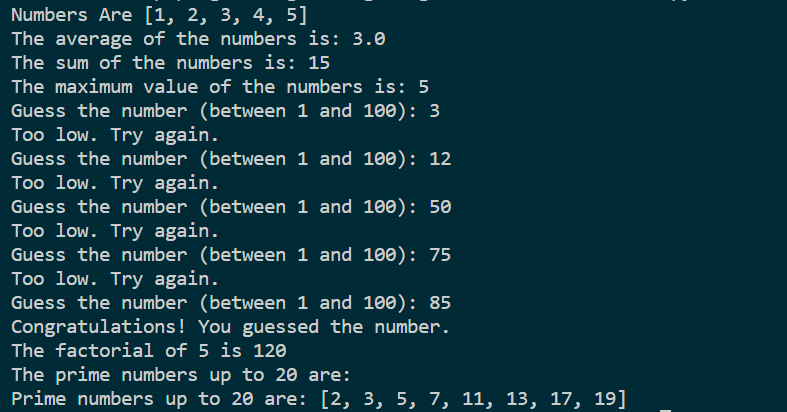 Numbers Are [1, 2, 3, 4, 5]
The average of the numbers is: 3.0
The sum of the numbers is: 15
The maximum value of the numbers is: 5
Guess the number (between 1 and 100): 3
Too low. Try again.
Guess the number (between 1 and 100): 12
Too low. Try again.
Guess the number (between 1 and 100): 50
Too low. Try again.
Guess the number (between 1 and 100): 75
Too low. Try again.
Guess the number (between 1 and 100): 85
Congratulations! You guessed the number.
The factorial of 5 is 120
The prime numbers up to 20 are:
Prime numbers up to 20 are: [2, 3, 5, 7, 11, 13, 17, 19]